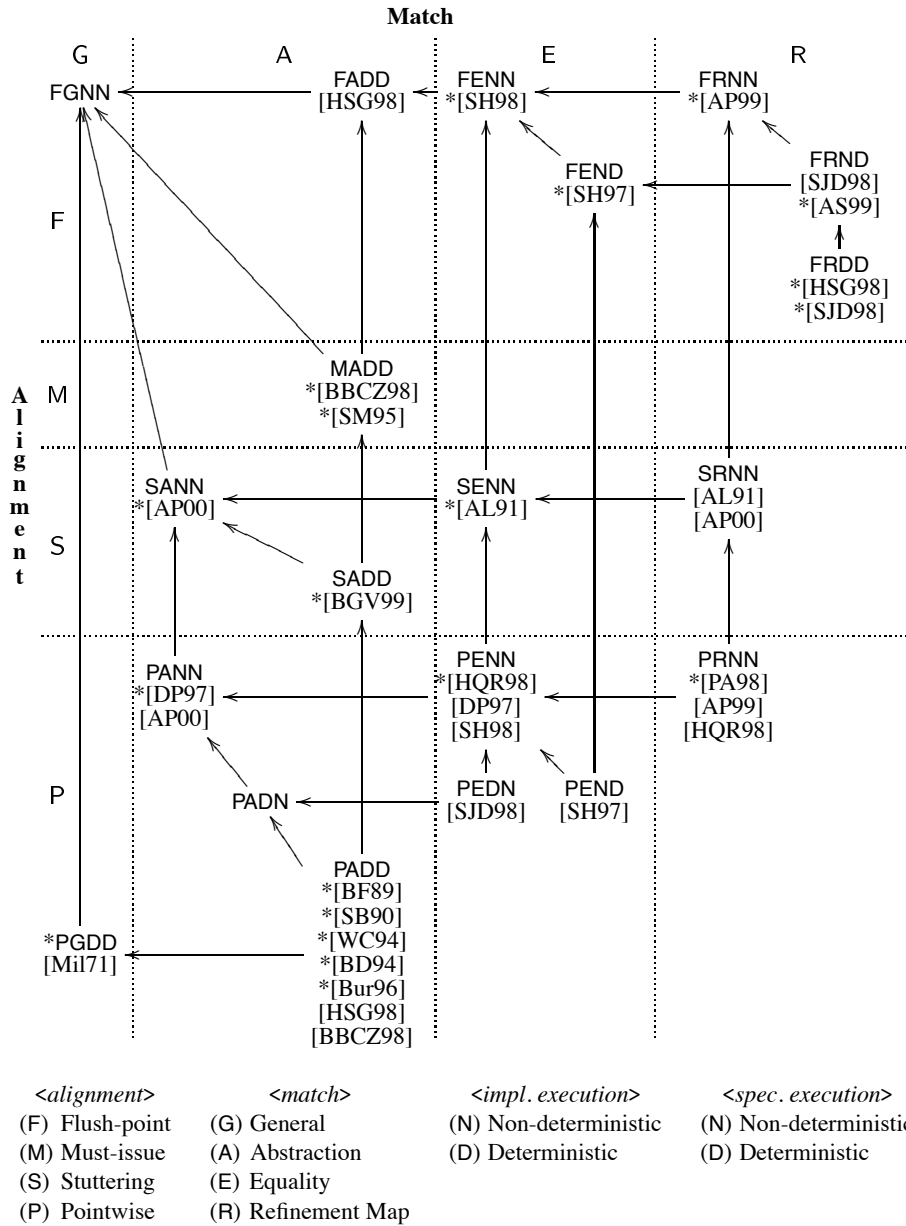 Match
G A E R
FGNN
FADD
[HSG98]
FENN
*[SH98]
FRNN
*[AP99]
FEND
*[SH97]
FRND
[SJD98]
*[AS99]
F
FRDD
*[HSG98]
*[SJD98]
Alignment
M
MADD
*[BBCZ98]
*[SM95]
S
SANN
*[AP00]
SENN
*[AL91]
SRNN
[AL91]
[AP00]
SADD
*[BGV99]
PANN
*[DP97]
[AP00]
PENN
*[HQR98]
[DP97]
[SH98]
PRNN
*[PA98]
[AP99]
[HQR98]
P
PADN
PEDN
[SJD98]
PEND
[SH97]
PADD
*[BF89]
*[SB90]
*[WC94]
*[BD94]
*[Bur96]
[HSG98]
[BBCZ98]
*PGDD
[Mil71]
<alignment> <match> <impl. execution> <spec. execution>
(F) Flush-point (G) General (N) Non-deterministic (N) Non-deterministic
(M) Must-issue (A) Abstraction (D) Deterministic (D) Deterministic
(S) Stuttering (E) Equality
(P) Pointwise (R) Refinement Map